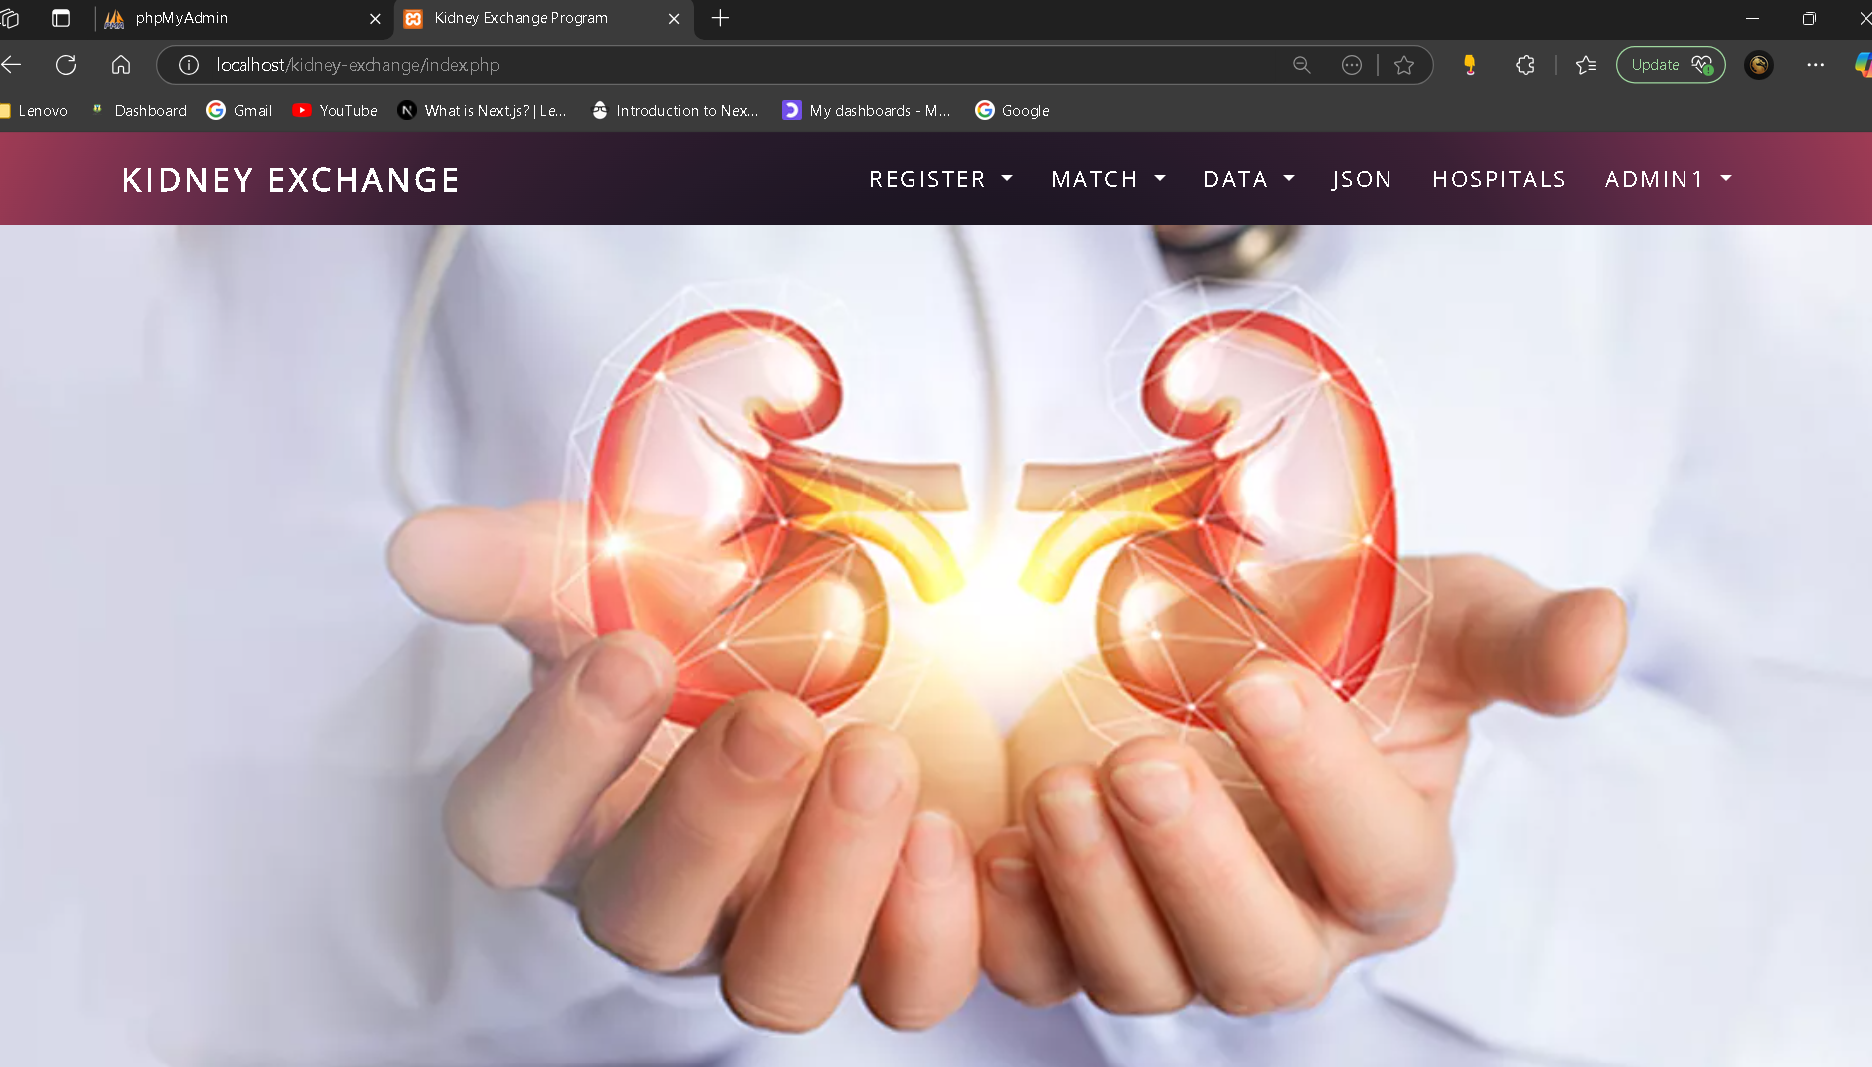 phpMyAdmin
Kidney Exchange Program
localhost/kidney-exchange/index.php
Update
Lenovo
Dashboard
Gmail
YouTube
What is Next.js? | Le...
Introduction to Nex...
My dashboards - M...
Google
KIDNEY EXCHANGE
REGISTER
MATCH
DATA
JSON
HOSPITALS
ADMIN1